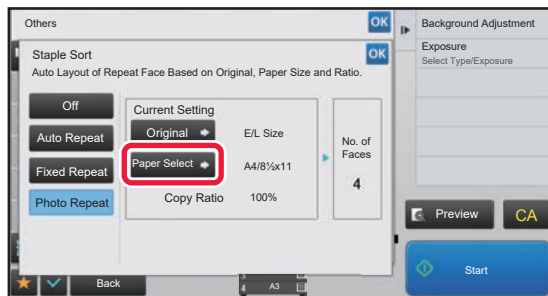 Others
OK
Background Adjustment
Exposure
Select Type/Exposure
Staple Sort
OK
Auto Layout of Repeat Face Based on Original, Paper Size and Ratio.
Off
Auto Repeat
Fixed Repeat
Photo Repeat
Current Setting
Original
E/L Size
Paper Select
A4/8½x11
Copy Ratio
100%
No. of
Faces
4
Preview
CA
Start
Back
4
A3